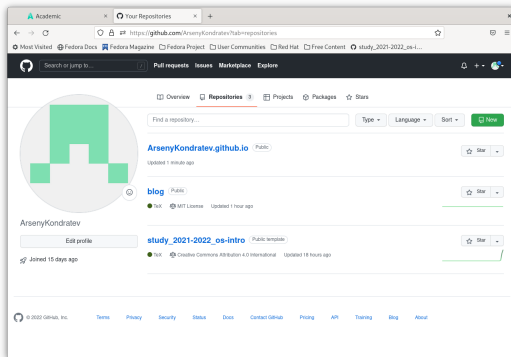 Academic
Your Repositories
https://github.com/ArsenyKondratev?tab=repositories
Most Visited Fedora Docs Fedora Magazine Fedora Project User Communities Red Hat Free Content study_2021-2022_os-i...
Search or jump to... / Pull requests Issues Marketplace Explore
Overview Repositories 3 Projects Packages Stars
Find a repository... Type Language Sort New
ArsenyKondratev.github.io Public Star
Updated 1 minute ago
blog Public Star
TeX MIT License Updated 1 hour ago
ArsenyKondratev
Edit profile
Joined 15 days ago
study_2021-2022_os-intro Public template Star
TeX Creative Commons Attribution 4.0 International Updated 18 hours ago
© 2022 GitHub, Inc. Terms Privacy Security Status Docs Contact GitHub Pricing API Training Blog About